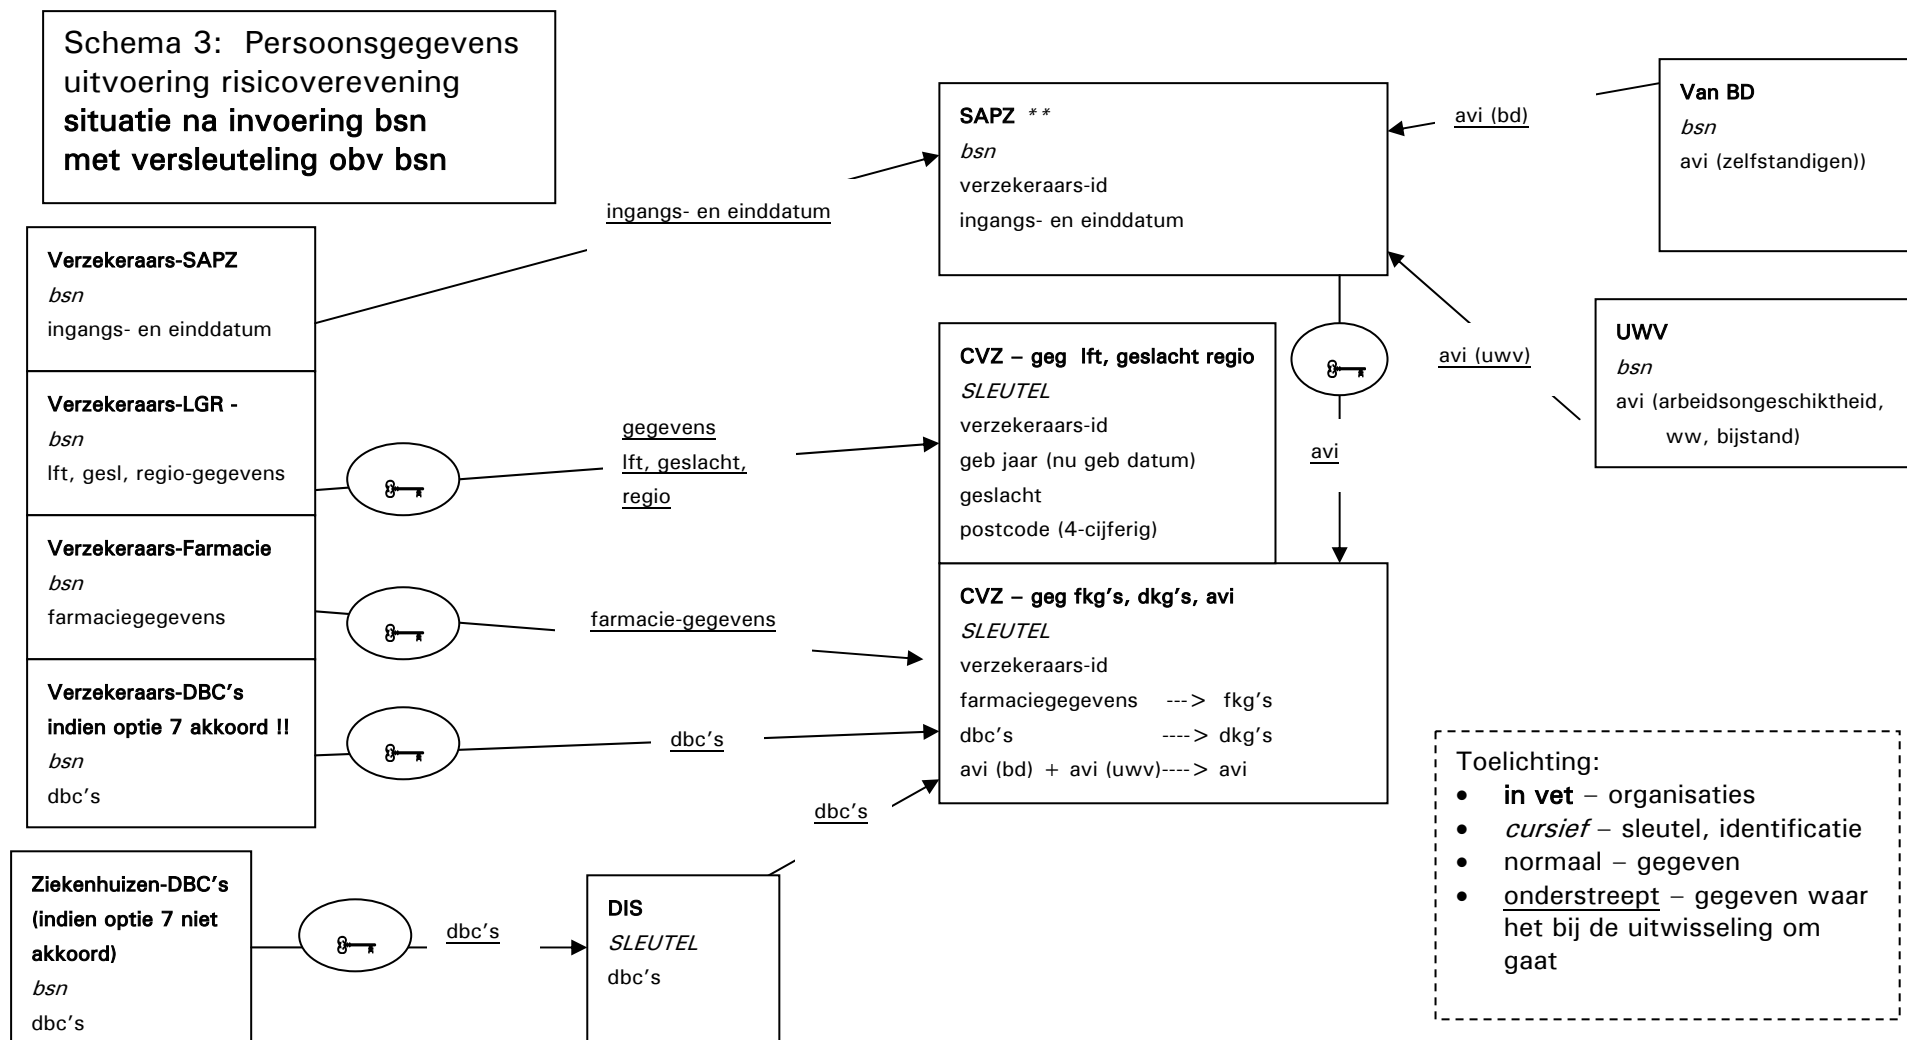 Schema 3: Persoonsgegevens
uitvoering risicoverevening
situatie na invoering bsn
met versleuteling obv bsn
Verzekeraars-SAPZ
bsn
ingangs- en einddatum
Verzekeraars-LGR -
bsn
lft, gesl, regio-gegevens
Verzekeraars-Farmacie
bsn
farmaciegegevens
Verzekeraars-DBC's
indien optie 7 akkoord !!
bsn
dbc's
Ziekenhuizen-DBC's
(indien optie 7 niet
akkoord)
bsn
dbc's
ingangs- en einddatum
gegevens
lft, geslacht,
regio
farmacie-gegevens
dbc's
dbc's
dbc's
DIS
SLEUTEL
dbc's
SAPZ **
bsn
verzekeraars-id
ingangs- en einddatum
CVZ – geg lft, geslacht regio
SLEUTEL
verzekeraars-id
geb jaar (nu geb datum)
geslacht
postcode (4-cijferig)
CVZ – geg fkg's, dkg's, avi
SLEUTEL
verzekeraars-id
farmaciegegevens ---> fkg's
dbc's ----> dkg's
avi (bd) + avi (uwv)----> avi
avi
avi (bd)
avi (uwv)
Van BD
bsn
avi (zelfstandigen))
UWV
bsn
avi (arbeidsongeschiktheid,
ww, bijstand)
Toelichting:
• in vet – organisaties
• cursief – sleutel, identificatie
• normaal – gegeven
• onderstreept – gegeven waar
het bij de uitwisseling om
gaat